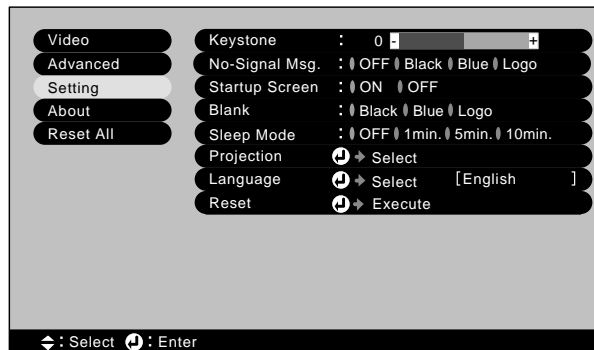 Video
Advanced
Setting
About
Reset All
Keystone : 0 - +
No-Signal Msg. : OFF Black Blue Logo
Startup Screen : ON OFF
Blank : Black Blue Logo
Sleep Mode : OFF 1min. 5min. 10min.
Projection Select
Language Select [English ]
Reset Execute
: Select : Enter